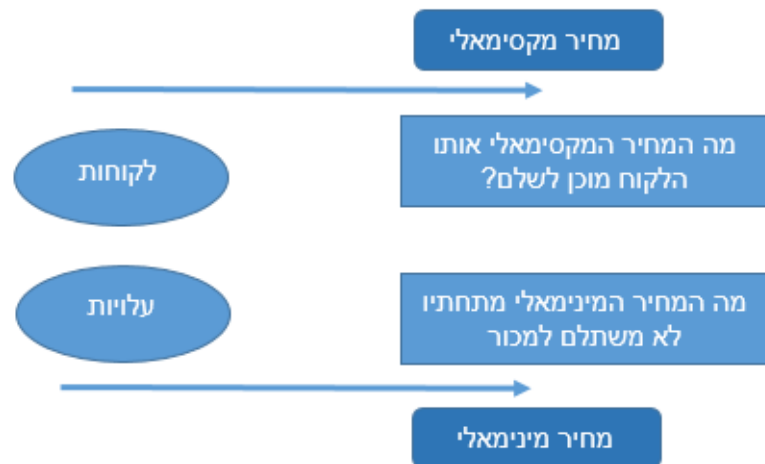 מחיר מקסימאלי
לקוחות
מה המחיר המקסימאלי אותו
הלקוח מוכן לשלם?
עלויות
מה המחיר המינימאלי מתחתיו
לא משתלם למכור
מחיר מינימאלי